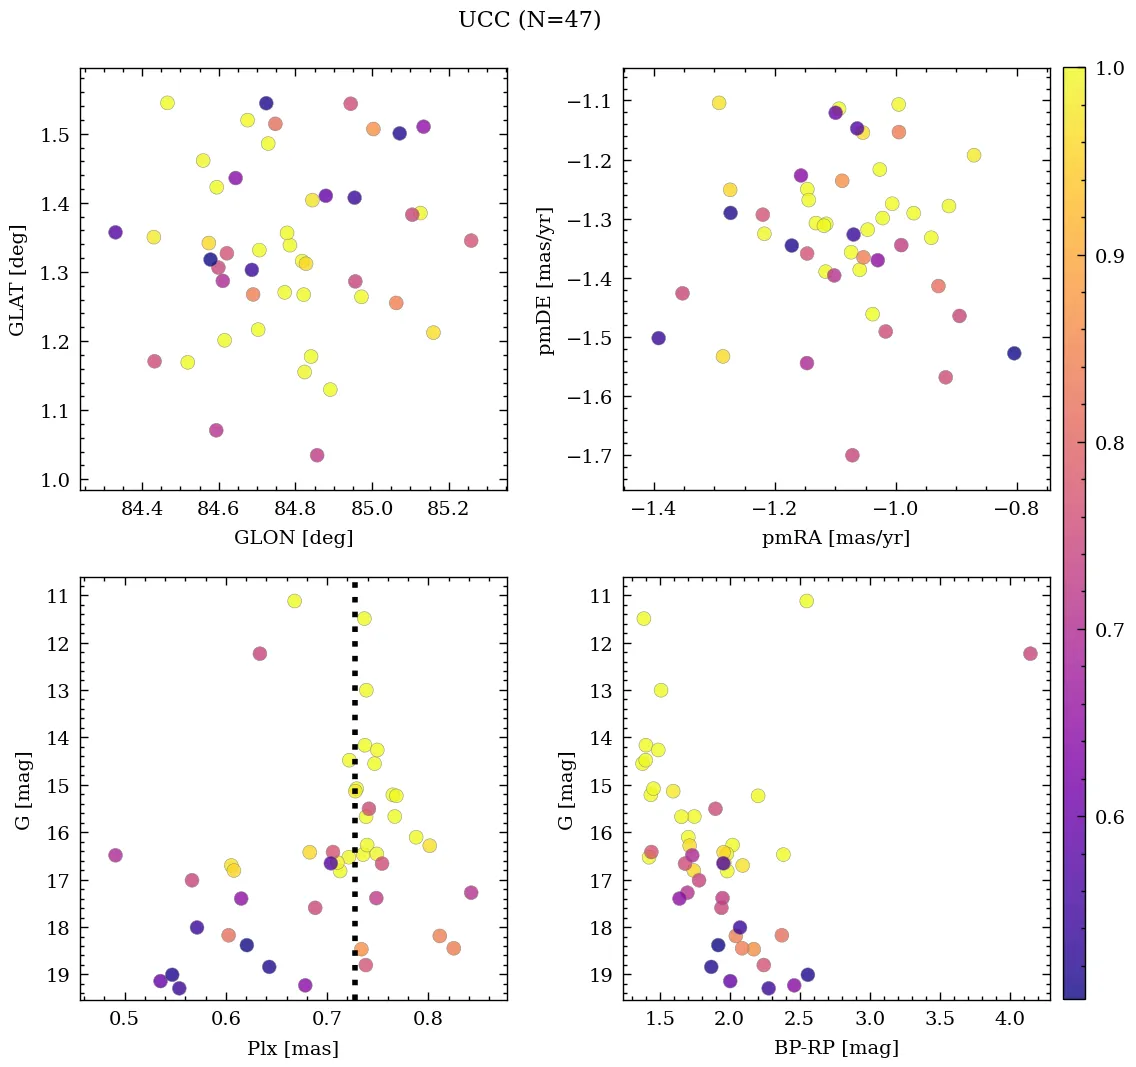 UCC (N=47)
1.5
1.4
1.3
1.2
1.1
1.0
GLAT [deg]
84.4 84.6 84.8 85.0 85.2
GLON [deg]
−1.1
−1.2
−1.3
−1.4
−1.5
−1.6
−1.7
pmDE [mas/yr]
−1.4 −1.2 −1.0 −0.8
pmRA [mas/yr]
1.0
0.9
0.8
0.7
0.6
11
12
13
14
15
16
17
18
19
G [mag]
0.5 0.6 0.7 0.8
Plx [mas]
11
12
13
14
15
16
17
18
19
G [mag]
1.5 2.0 2.5 3.0 3.5 4.0
BP-RP [mag]